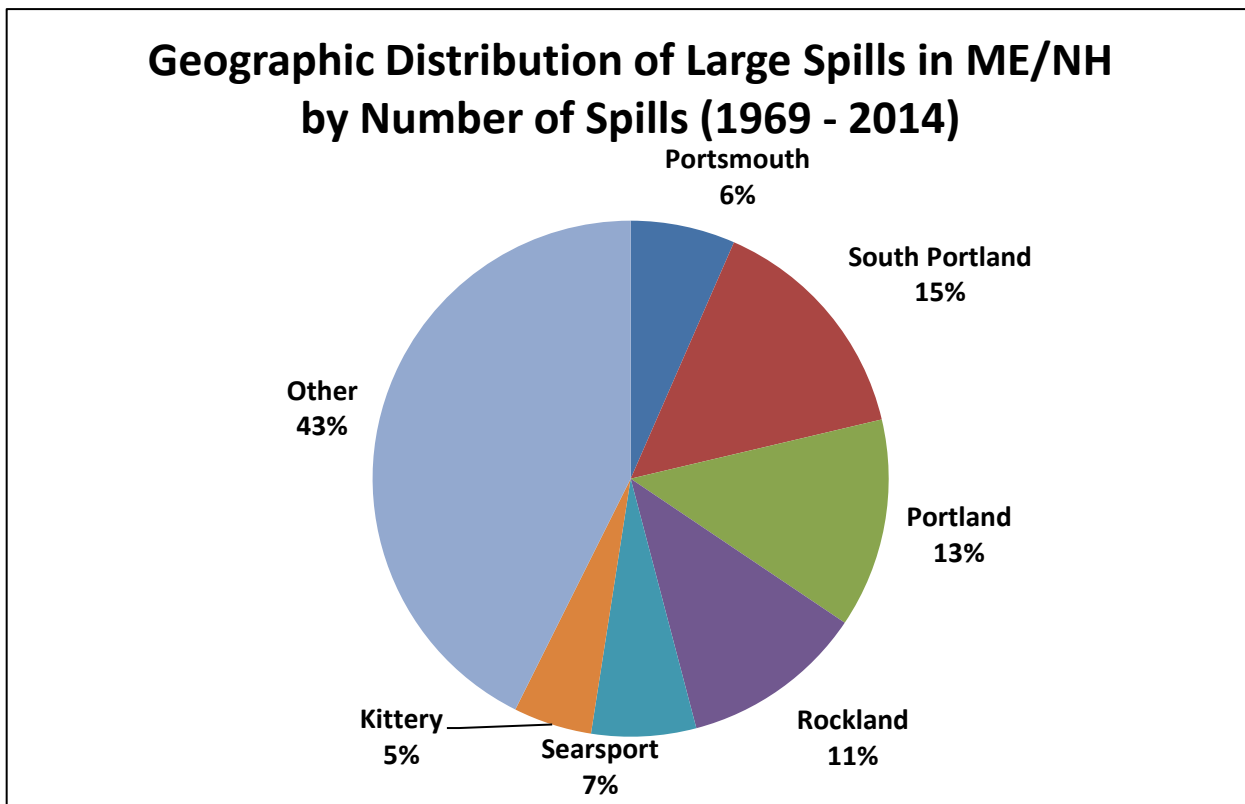 Geographic Distribution of Large Spills in ME/NH
by Number of Spills (1969 - 2014)
Portsmouth
6%
South Portland
15%
Portland
13%
Rockland
11%
Searsport
7%
Kittery
5%
Other
43%